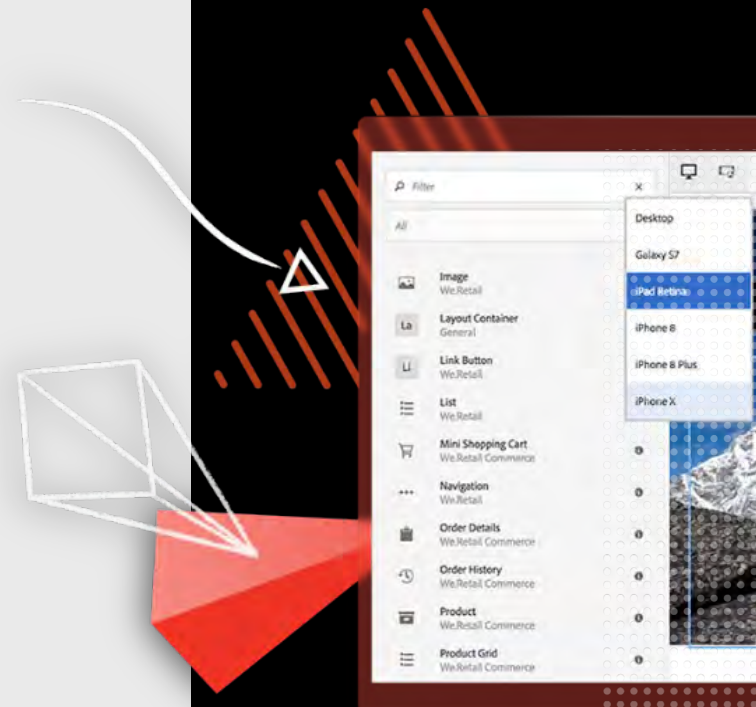 Filter
All
Image
We.Retail
La
Layout Container
General
Li
Link Button
We.Retail
List
We.Retail
Mini Shopping Cart
We.Retail Commerce
Navigation
We.Retail
Order Details
We.Retail Commerce
Order History
We.Retail Commerce
Product
We.Retail Commerce
Product Grid
We.Retail Commerce
Desktop
Galaxy S7
iPad Retina
iPhone 8
iPhone 8 Plus
iPhone X